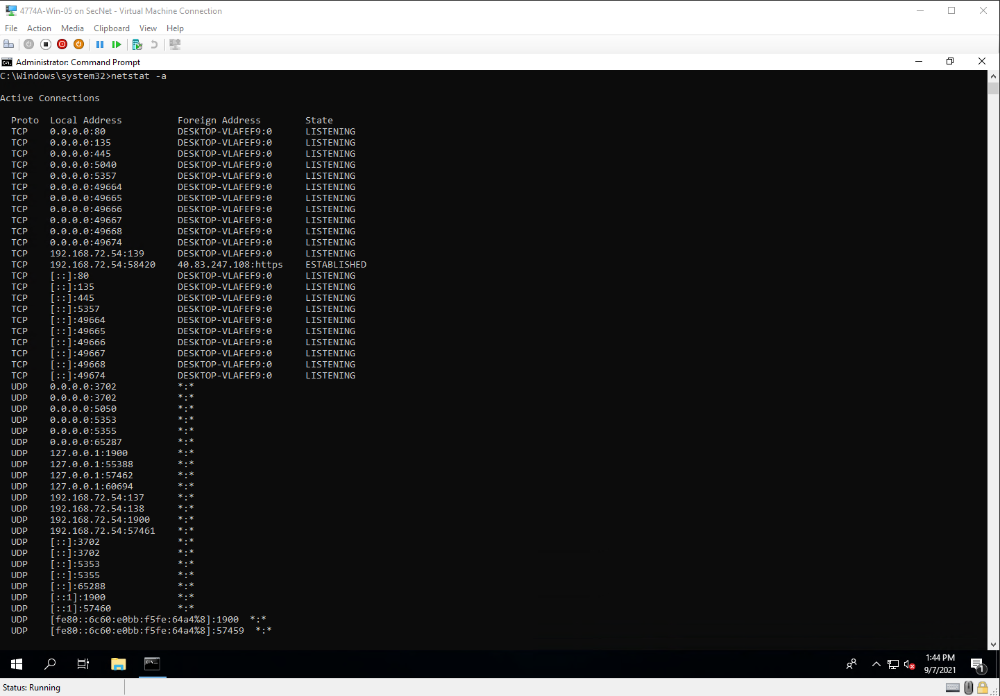 4774A-Win-05 on SecNet - Virtual Machine Connection
File Action Media Clipboard View Help
Administrator: Command Prompt
C:\Windows\system32>netstat -a
Active Connections
Proto Local Address Foreign Address State
TCP 0.0.0.0:80 DESKTOP-VLAFEF9:0 LISTENING
TCP 0.0.0.0:135 DESKTOP-VLAFEF9:0 LISTENING
TCP 0.0.0.0:445 DESKTOP-VLAFEF9:0 LISTENING
TCP 0.0.0.0:5040 DESKTOP-VLAFEF9:0 LISTENING
TCP 0.0.0.0:5357 DESKTOP-VLAFEF9:0 LISTENING
TCP 0.0.0.0:49664 DESKTOP-VLAFEF9:0 LISTENING
TCP 0.0.0.0:49665 DESKTOP-VLAFEF9:0 LISTENING
TCP 0.0.0.0:49666 DESKTOP-VLAFEF9:0 LISTENING
TCP 0.0.0.0:49667 DESKTOP-VLAFEF9:0 LISTENING
TCP 0.0.0.0:49668 DESKTOP-VLAFEF9:0 LISTENING
TCP 0.0.0.0:49674 DESKTOP-VLAFEF9:0 LISTENING
TCP 192.168.72.54:139 DESKTOP-VLAFEF9:0 LISTENING
TCP 192.168.72.54:58420 40.83.247.108:https ESTABLISHED
TCP [::]:80 DESKTOP-VLAFEF9:0 LISTENING
TCP [::]:135 DESKTOP-VLAFEF9:0 LISTENING
TCP [::]:445 DESKTOP-VLAFEF9:0 LISTENING
TCP [::]:5357 DESKTOP-VLAFEF9:0 LISTENING
TCP [::]:49664 DESKTOP-VLAFEF9:0 LISTENING
TCP [::]:49665 DESKTOP-VLAFEF9:0 LISTENING
TCP [::]:49666 DESKTOP-VLAFEF9:0 LISTENING
TCP [::]:49667 DESKTOP-VLAFEF9:0 LISTENING
TCP [::]:49668 DESKTOP-VLAFEF9:0 LISTENING
TCP [::]:49674 DESKTOP-VLAFEF9:0 LISTENING
UDP 0.0.0.0:3702 *:*
UDP 0.0.0.0:3702 *:*
UDP 0.0.0.0:5050 *:*
UDP 0.0.0.0:5353 *:*
UDP 0.0.0.0:5355 *:*
UDP 0.0.0.0:65287 *:*
UDP 127.0.0.1:1900 *:*
UDP 127.0.0.1:55388 *:*
UDP 127.0.0.1:57462 *:*
UDP 127.0.0.1:60694 *:*
UDP 192.168.72.54:137 *:*
UDP 192.168.72.54:138 *:*
UDP 192.168.72.54:1900 *:*
UDP 192.168.72.54:57461 *:*
UDP [::]:3702 *:*
UDP [::]:3702 *:*
UDP [::]:5353 *:*
UDP [::]:5355 *:*
UDP [::]:65288 *:*
UDP [::1]:1900 *:*
UDP [::1]:57460 *:*
UDP [fe80::6c60:e0bb:f5fe:64a4%8]:1900 *:*
UDP [fe80::6c60:e0bb:f5fe:64a4%8]:57459 *:*
1:44 PM
9/7/2021
1
Status: Running